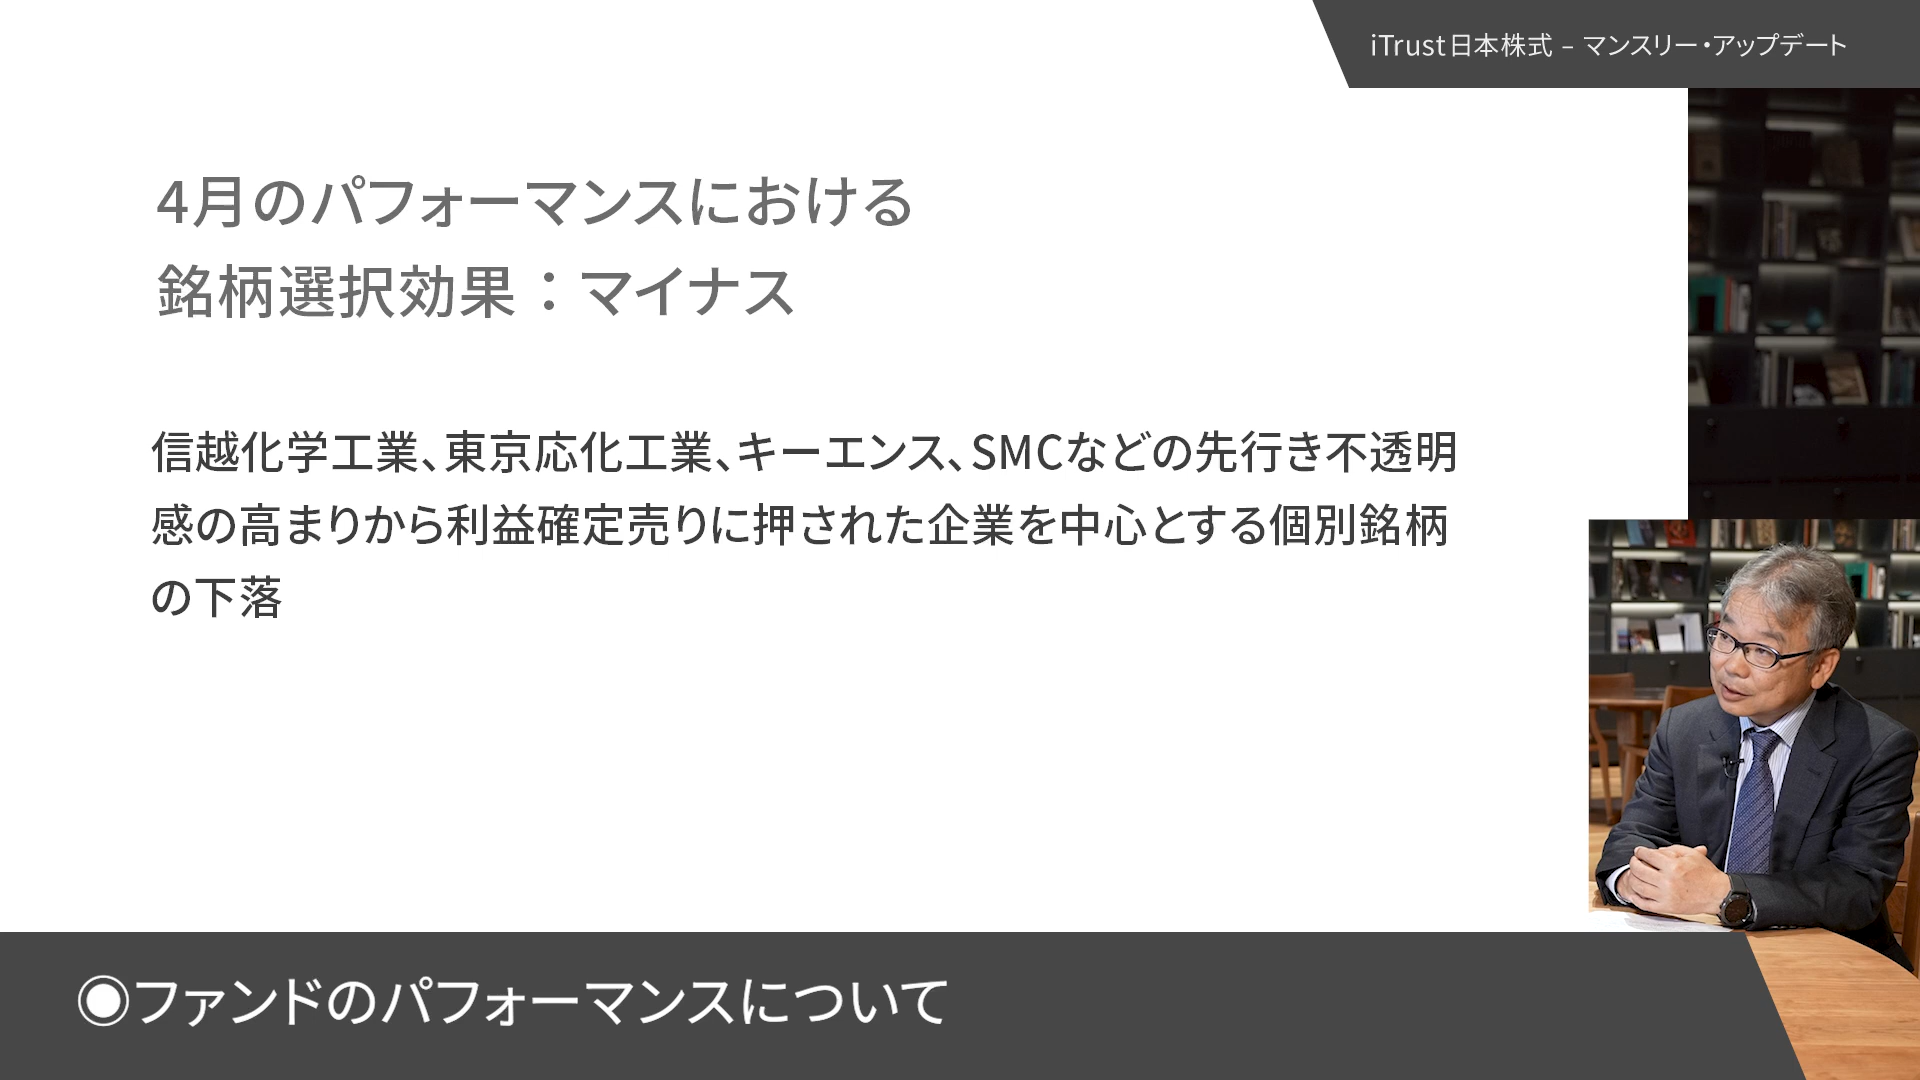 iTrust日本株式 – マンスリー・アップデート
4月のパフォーマンスにおける
銘柄選択効果：マイナス
信越化学工業、東京応化工業、キーエンス、SMCなどの先行き不透明
感の高まりから利益確定売りに押された企業を中心とする個別銘柄
の下落
◉ファンドのパフォーマンスについて